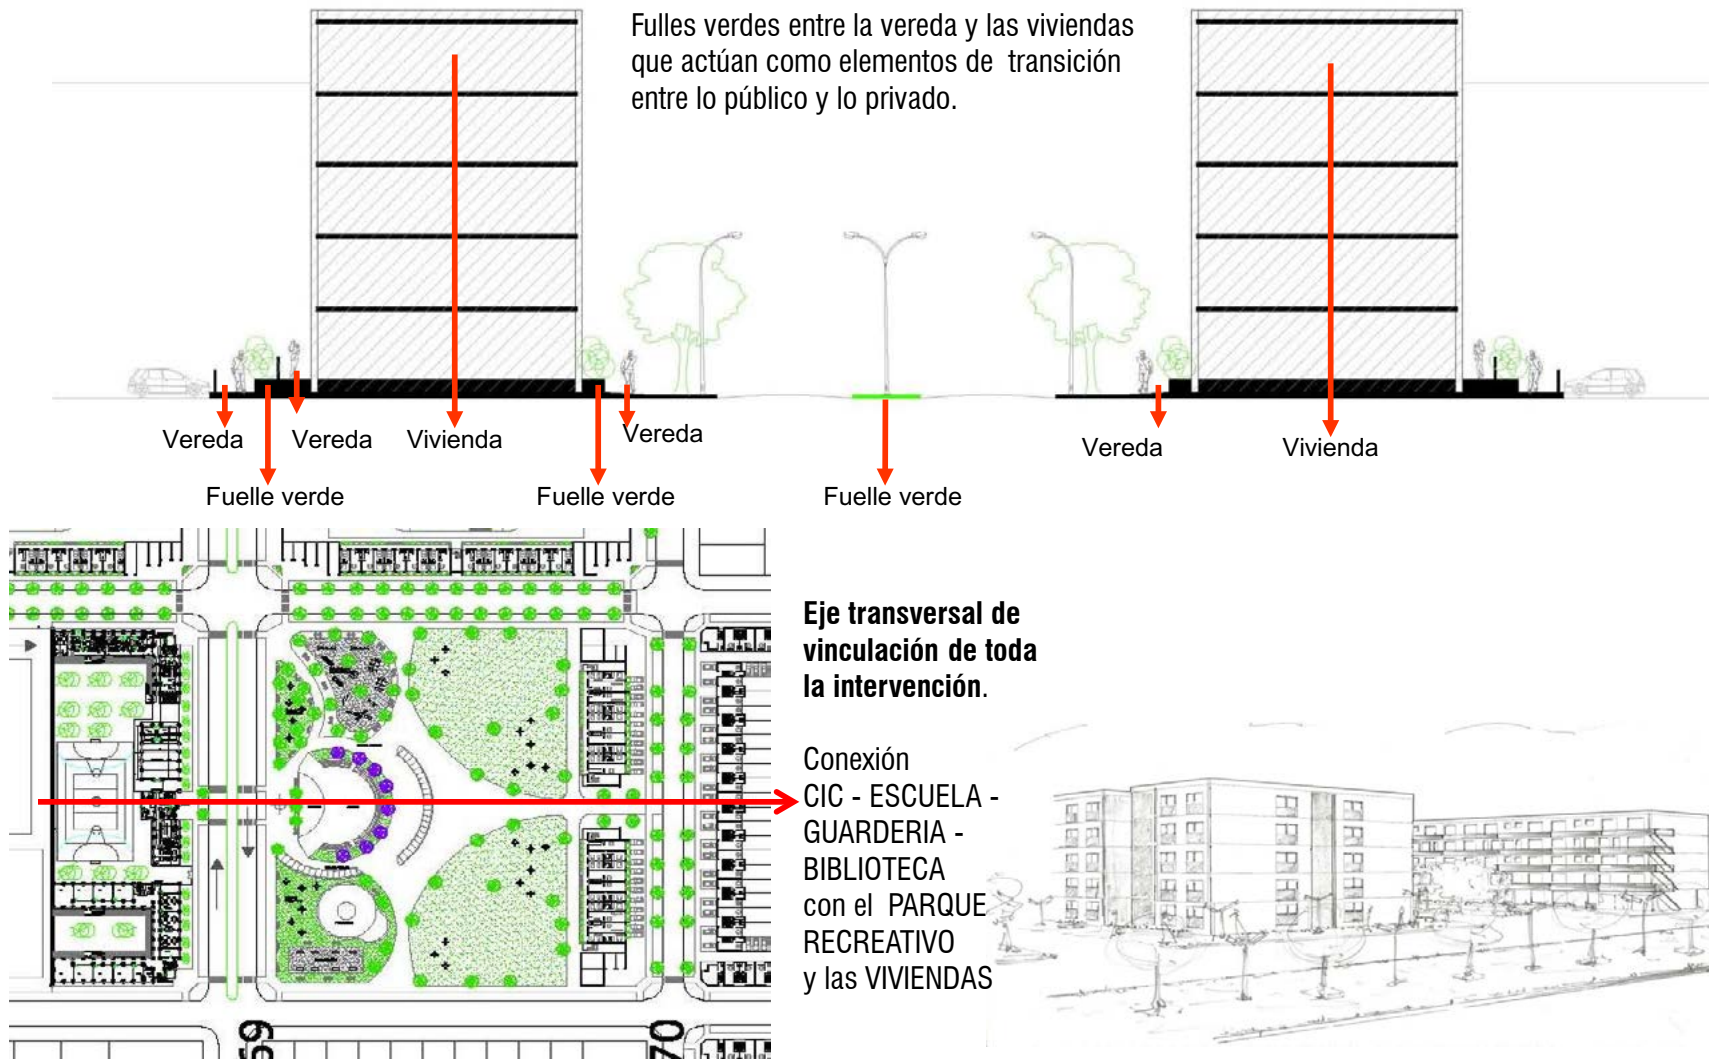 Fulles verdes entre la vereda y las viviendas
que actúan como elementos de transición
entre lo público y lo privado.
Vereda
Vereda
Vivienda
Vereda
Vereda
Vivienda
Fuelle verde
Fuelle verde
Fuelle verde
Eje transversal de
vinculación de toda
la intervención.
Conexión
CIC - ESCUELA -
GUARDERIA -
BIBLIOTECA
con el PARQUE
RECREATIVO
y las VIVIENDAS
69
70